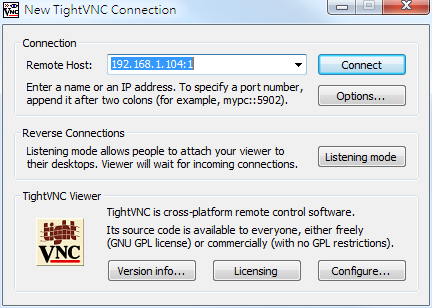 New TightVNC Connection
Connection
Remote Host:
192.168.1.104:1
Connect
Enter a name or an IP address. To specify a port number,
append it after two colons (for example, mypc::5902).
Options...
Reverse Connections
Listening mode allows people to attach your viewer to
their desktops. Viewer will wait for incoming connections.
Listening mode
TightVNC Viewer
TightVNC is cross-platform remote control software.
Its source code is available to everyone, either freely
(GNU GPL license) or commercially (with no GPL restrictions).
tight
VNC
Version info...
Licensing
Configure...